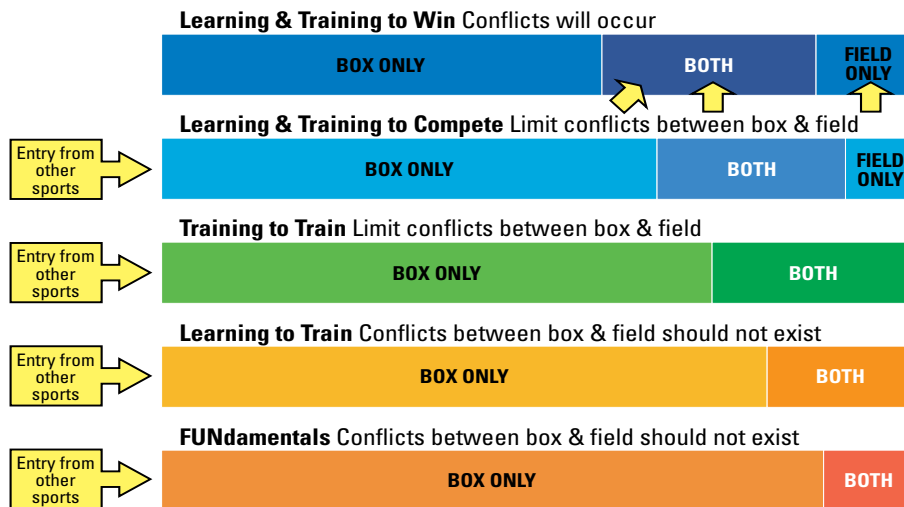 Learning & Training to Win Conflicts will occur
BOX ONLY
BOTH
FIELD
ONLY
Learning & Training to Compete Limit conflicts between box & field
Entry from
other
sports
BOX ONLY
BOTH
FIELD
ONLY
Training to Train Limit conflicts between box & field
Entry from
other
sports
BOX ONLY
BOTH
Learning to Train Conflicts between box & field should not exist
Entry from
other
sports
BOX ONLY
BOTH
FUNdamentals Conflicts between box & field should not exist
Entry from
other
sports
BOX ONLY
BOTH